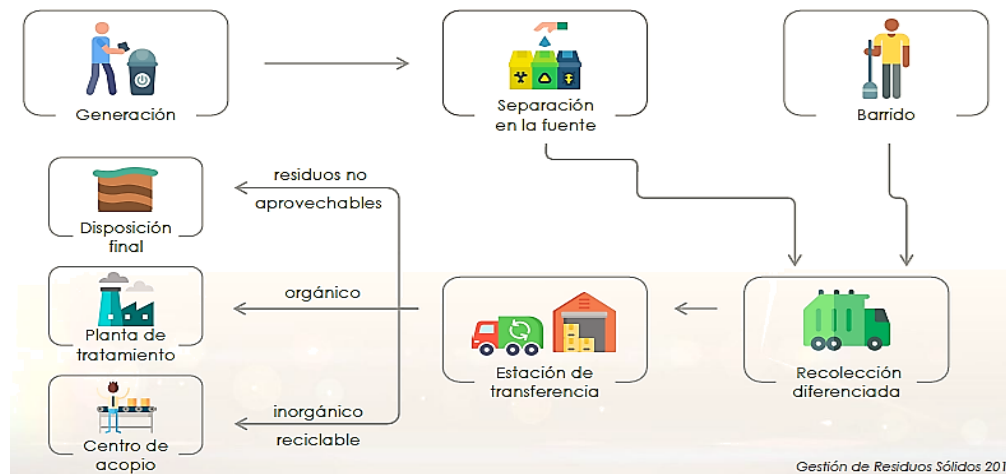 Generación
Separación
en la fuente
Barrido
residuos no
aprovechables
Disposición
final
orgánico
Planta de
tratamiento
Estación de
transferencia
Recolección
diferenciada
inorgánico
reciclable
Centro de
acopio
Gestión de Residuos Sólidos 201